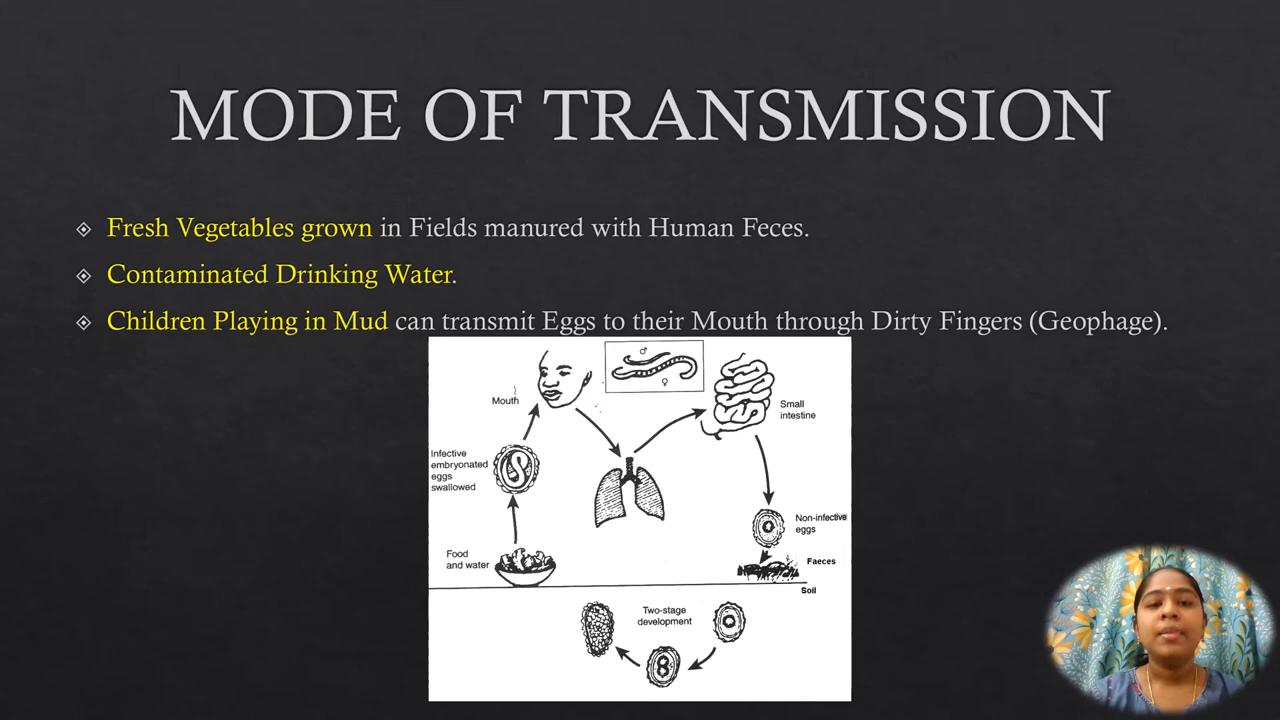 MODE OF TRANSMISSION
Fresh Vegetables grown in Fields manured with Human Feces.
Contaminated Drinking Water.
Children Playing in Mud can transmit Eggs to their Mouth through Dirty Fingers (Geophage).
Mouth
Small
intestine
Infective
embryonated
eggs
swallowed
Non-infective
eggs
Food
and water
Faeces
Soil
Two-stage
development